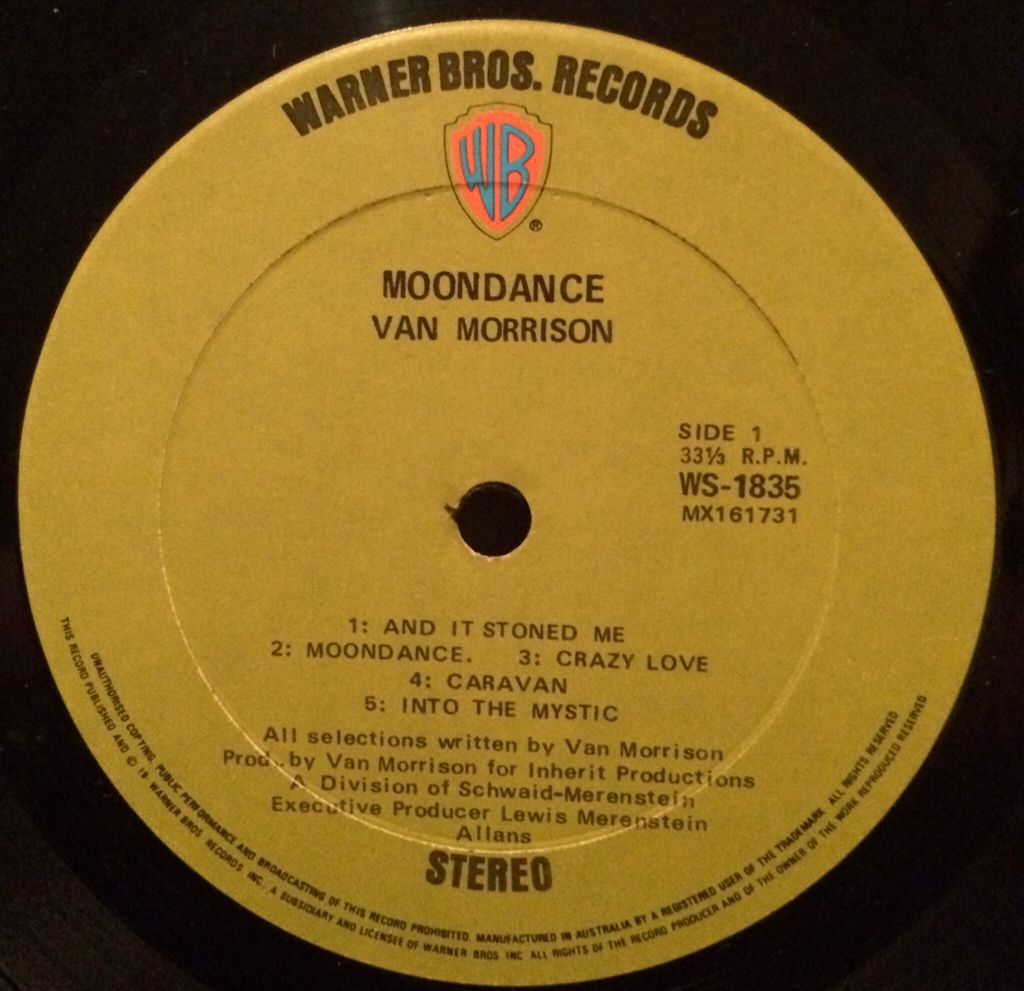 WARNER BROS. RECORDS
WB
®
MOONDANCE
VAN MORRISON
SIDE 1
33⅓ R.P.M.
WS-1835
MX161731
1: AND IT STONED ME
2: MOONDANCE. 3: CRAZY LOVE
4: CARAVAN
5: INTO THE MYSTIC
All selections written by Van Morrison
Prod. by Van Morrison for Inherit Productions
A Division of Schwaid-Merenstein
Executive Producer Lewis Merenstein
Allans
STEREO
UNAUTHORISED COPYING, PUBLIC PERFORMANCE AND BROADCASTING OF THIS RECORD PROHIBITED. MANUFACTURED IN AUSTRALIA BY A REGISTERED USER OF THE TRADEMARK. ALL RIGHTS RESERVED
THIS RECORD PUBLISHED AND © WARNER BROS RECORDS INC., A SUBSIDIARY AND LICENSEE OF WARNER BROS INC ALL RIGHTS OF THE RECORD PRODUCER AND OF THE OWNER OF THE WORK REPRODUCED RESERVED